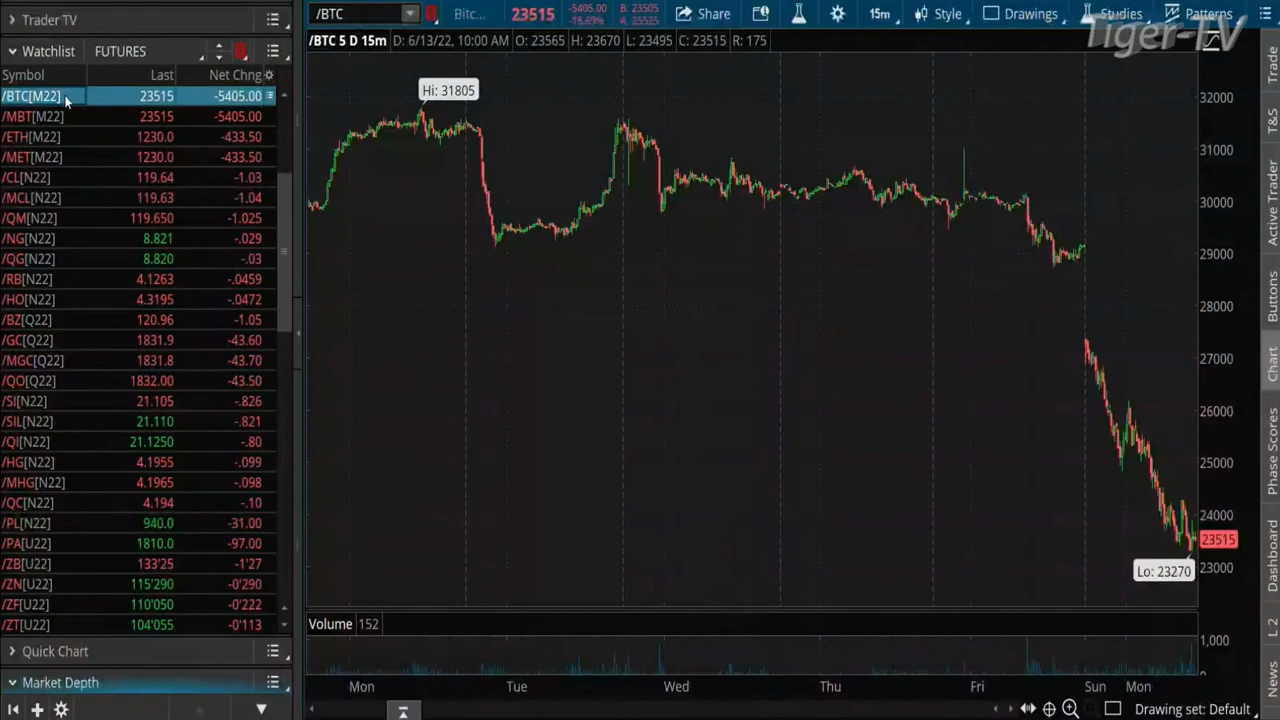 Trader TV
Watchlist FUTURES
Symbol Last Net Chng
/BTC[M22] 23515 -5405.00
/MBT[M22] 23515 -5405.00
/ETH[M22] 1230.0 -433.50
/MET[M22] 1230.0 -433.50
/CL[N22] 119.64 -1.03
/MCL[N22] 119.63 -1.04
/QM[N22] 119.650 -1.025
/NG[N22] 8.821 -.029
/QG[N22] 8.820 -.03
/RB[N22] 4.1263 -.0459
/HO[N22] 4.3195 -.0472
/BZ[Q22] 120.96 -1.05
/GC[Q22] 1831.9 -43.60
/MGC[Q22] 1831.8 -43.70
/QO[Q22] 1832.00 -43.50
/SI[N22] 21.105 -.826
/SIL[N22] 21.110 -.821
/QI[N22] 21.1250 -.80
/HG[N22] 4.1955 -.099
/MHG[N22] 4.1965 -.098
/QC[N22] 4.194 -.10
/PL[N22] 940.0 -31.00
/PA[U22] 1810.0 -97.00
/ZB[U22] 133'25 -1'27
/ZN[U22] 115'290 -0'290
/ZF[U22] 110'050 -0'222
/ZT[U22] 104'055 -0'113
Quick Chart
Market Depth
/BTC Bitc... 23515 -5405.00 B: 23505 Share 15m Style Drawings Studies Patterns
Tiger-TV
/BTC 5 D 15m D: 6/13/22, 10:00 AM O: 23565 H: 23670 L: 23495 C: 23515 R: 175
Hi: 31805
32000
31000
30000
29000
28000
27000
26000
25000
24000
23515
23000
Lo: 23270
Volume 152
1,000
Mon Tue Wed Thu Fri Sun Mon
Drawing set: Default
Trade
T&S
Active Trader
Buttons
Chart
Phase Scores
Dashboard
L 2
News